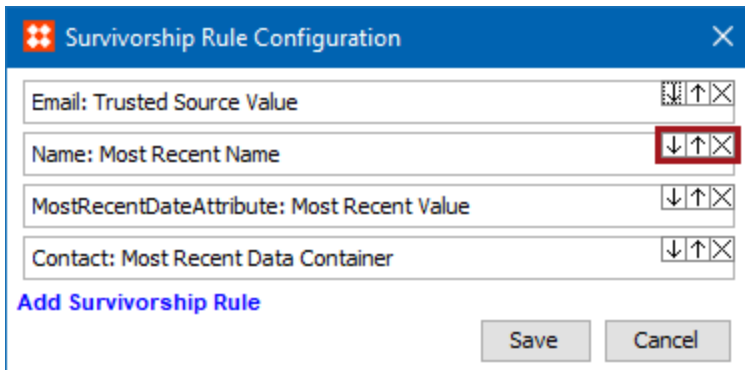 Survivorship Rule Configuration
Email: Trusted Source Value
Name: Most Recent Name
MostRecentDateAttribute: Most Recent Value
Contact: Most Recent Data Container
Add Survivorship Rule
Save Cancel